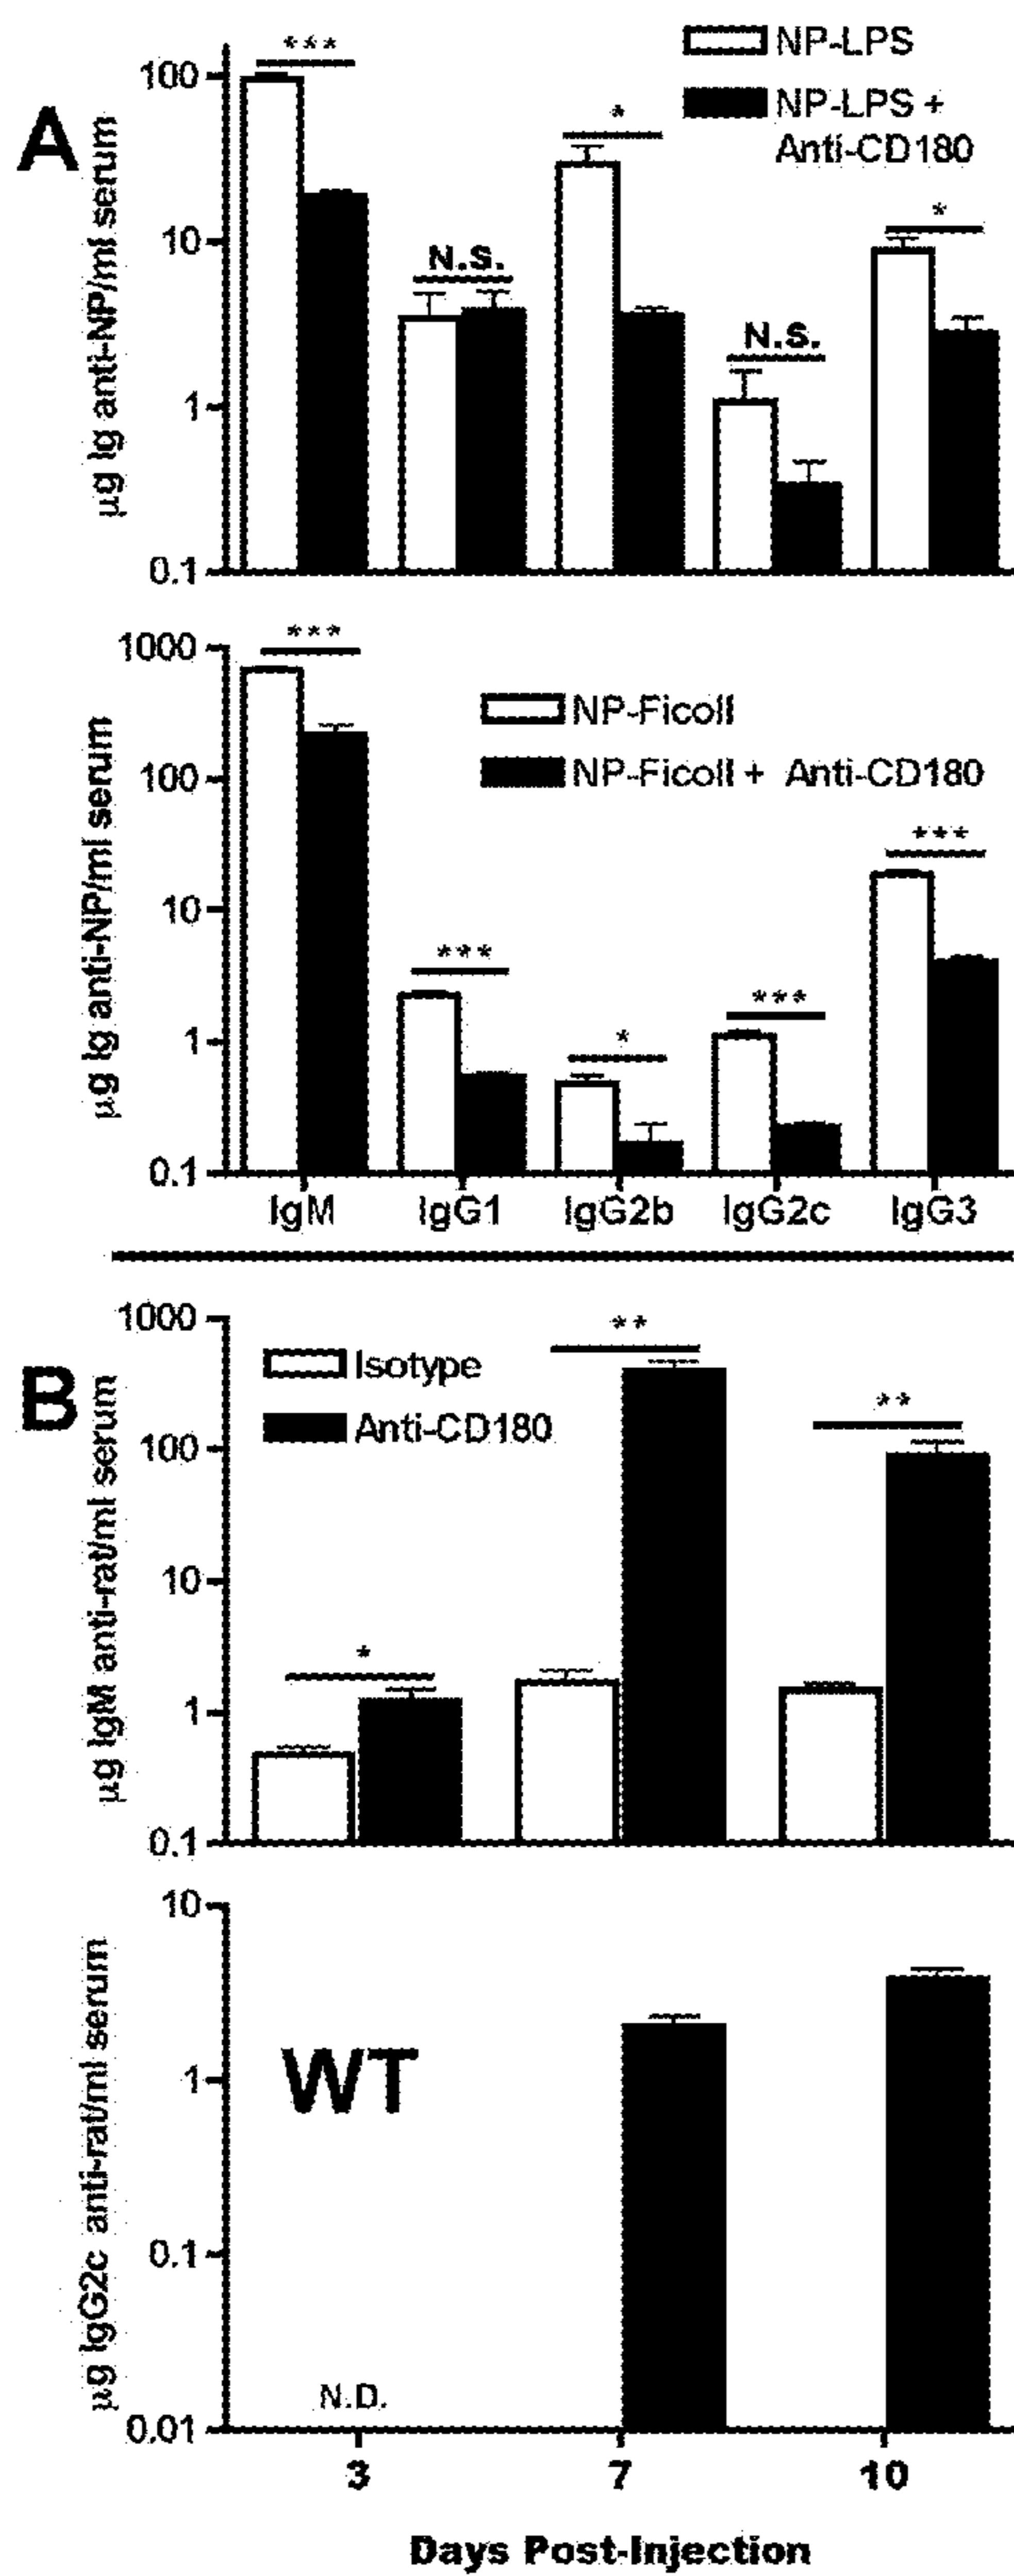 A
***
NP-LPS
NP-LPS +
Anti-CD180
100
10
1
0.1
μg Ig anti-NP/ml serum
N.S.
*
N.S.
*
1000
100
10
1
0.1
μg Ig anti-NP/ml serum
***
NP-Ficoll
NP-Ficoll + Anti-CD180
***
*
***
***
IgM IgG1 IgG2b IgG2c IgG3
B
1000
100
10
1
0.1
μg IgM anti-rat/ml serum
Isotype
Anti-CD180
*
**
**
10
1
0.1
0.01
μg IgG2c anti-rat/ml serum
WT
N.D.
3 7 10
Days Post-Injection